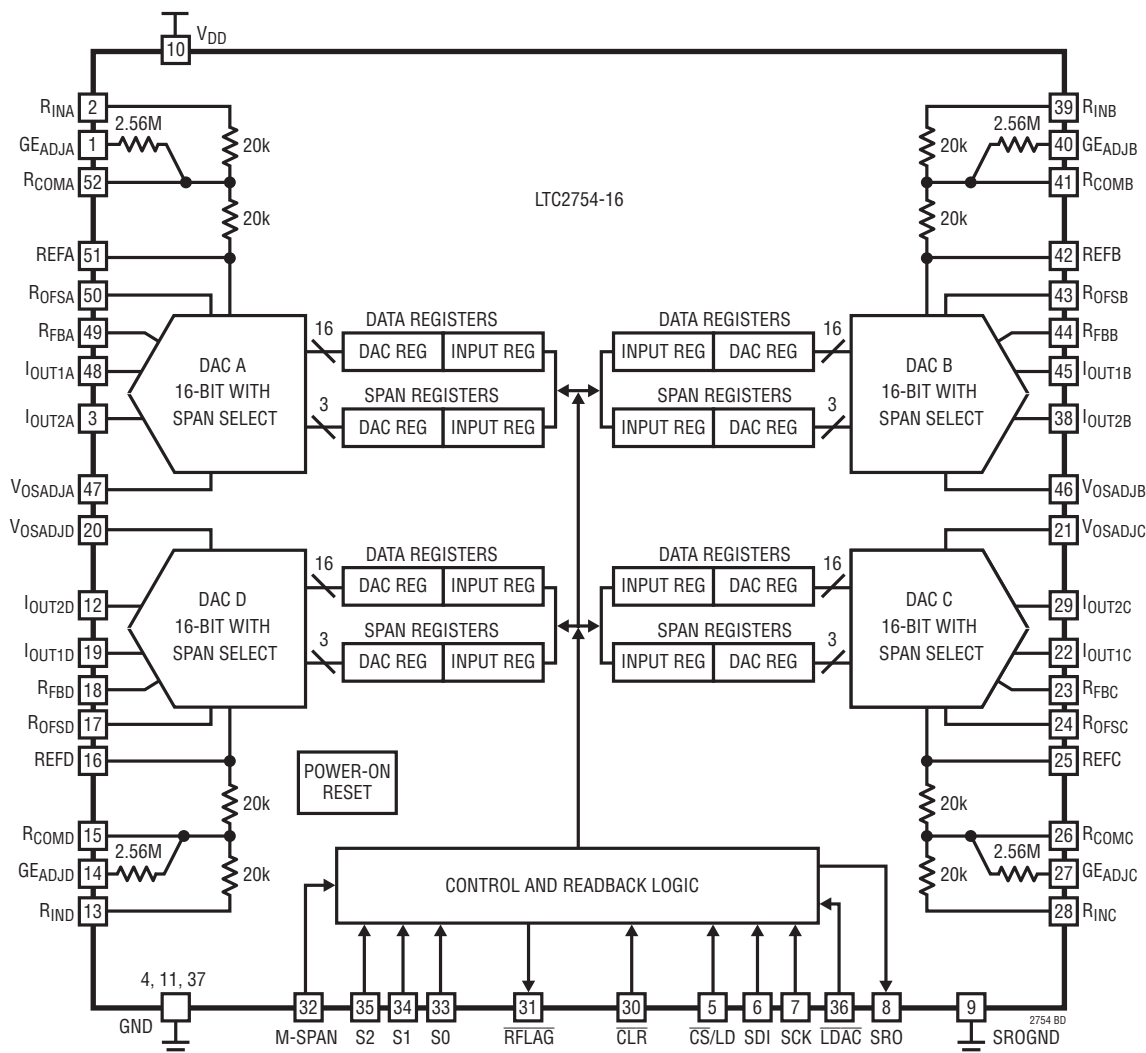 10
VDD
RINA 2
2.56M
GEADJA 1
20k
RCOMA 52
20k
REFA 51
ROFSA 50
RFBA 49
IOUT1A 48
IOUT2A 3
VOSADJA 47
DAC A
16-BIT WITH
SPAN SELECT
16
DATA REGISTERS
DAC REG INPUT REG
3
SPAN REGISTERS
DAC REG INPUT REG
LTC2754-16
39 RINB
2.56M
40 GEADJB
20k
41 RCOMB
20k
42 REFB
43 ROFSB
44 RFBB
45 IOUT1B
38 IOUT2B
46 VOSADJB
DATA REGISTERS
INPUT REG DAC REG
16
SPAN REGISTERS
INPUT REG DAC REG
3
DAC B
16-BIT WITH
SPAN SELECT
VOSADJD 20
IOUT2D 12
IOUT1D 19
RFBD 18
ROFSD 17
REFD 16
20k
RCOMD 15
2.56M
GEADJD 14
20k
RIND 13
DAC D
16-BIT WITH
SPAN SELECT
16
DATA REGISTERS
DAC REG INPUT REG
3
SPAN REGISTERS
DAC REG INPUT REG
DATA REGISTERS
INPUT REG DAC REG
16
SPAN REGISTERS
INPUT REG DAC REG
3
DAC C
16-BIT WITH
SPAN SELECT
21 VOSADJC
29 IOUT2C
22 IOUT1C
23 RFBC
24 ROFSC
25 REFC
20k
26 RCOMC
2.56M
27 GEADJC
20k
28 RINC
POWER-ON
RESET
CONTROL AND READBACK LOGIC
4, 11, 37
GND
32 35 34 33 31 30 5 6 7 36 8 9
M-SPAN S2 S1 S0 RFLAG CLR CS/LD SDI SCK LDAC SRO SROGND
2754 BD